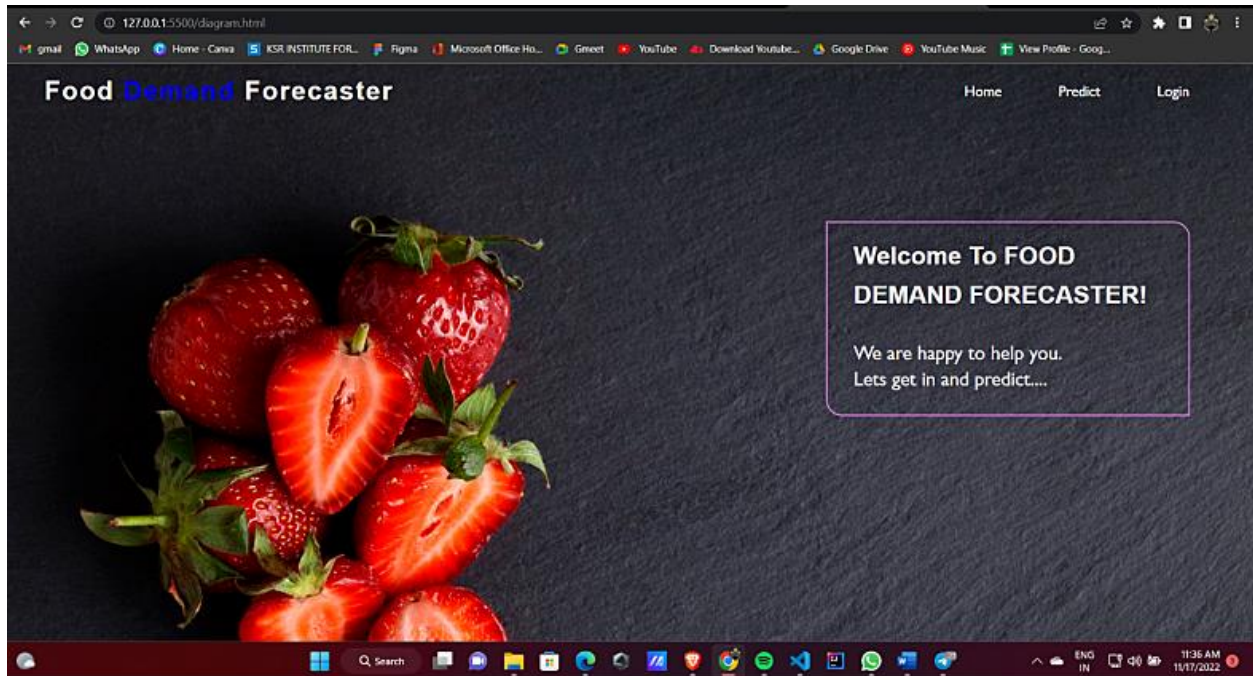 127.0.0.1:5500/diagram.html
gmail WhatsApp Home - Canva KSR INSTITUTE FOR... Figma Microsoft Office Ho... Gmeet YouTube Download Youtube... Google Drive YouTube Music View Profile - Goog...
Food Demand Forecaster Home Predict Login
Welcome To FOOD
DEMAND FORECASTER!
We are happy to help you.
Lets get in and predict....
Search ENG 11:36 AM
IN 11/17/2022